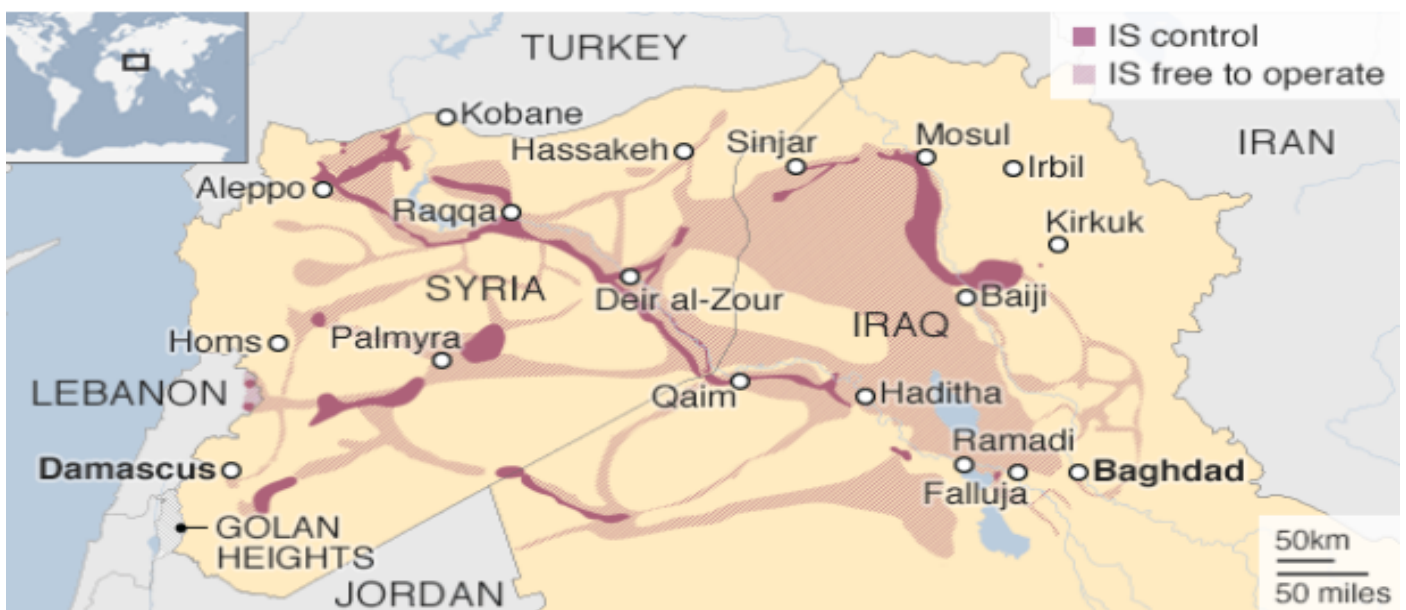 TURKEY
IS control
IS free to operate
Kobane
Hassakeh
Sinjar
Mosul
IRAN
Irbil
Aleppo
Raqqa
Kirkuk
SYRIA
Deir al-Zour
Baiji
IRAQ
Homs
Palmyra
LEBANON
Qaim
Haditha
Ramadi
Damascus
Baghdad
Falluja
GOLAN
HEIGHTS
JORDAN
50km
50 miles